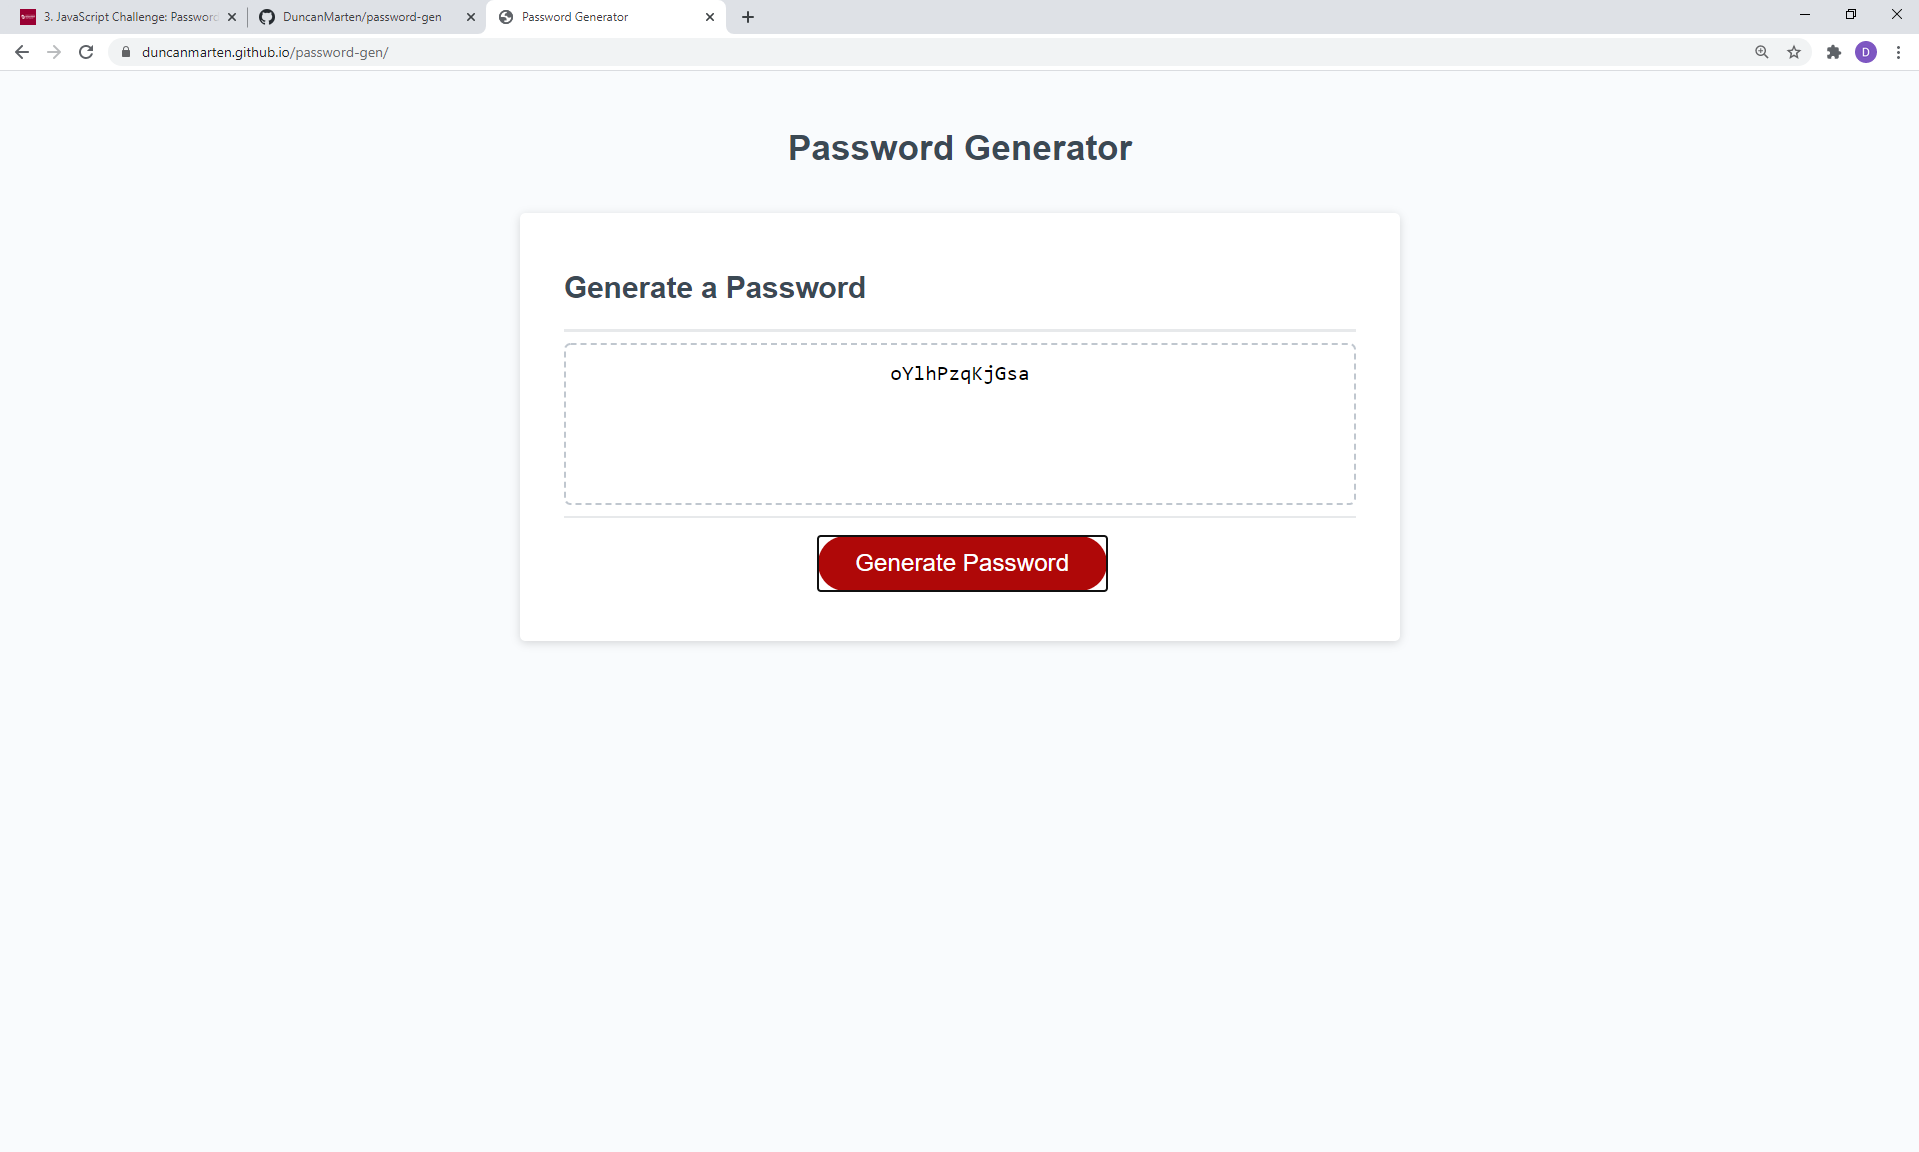 3. JavaScript Challenge: Password
DuncanMarten/password-gen
Password Generator
duncanmarten.github.io/password-gen/
D
Password Generator
Generate a Password
oYlhPzqKjGsa
Generate Password